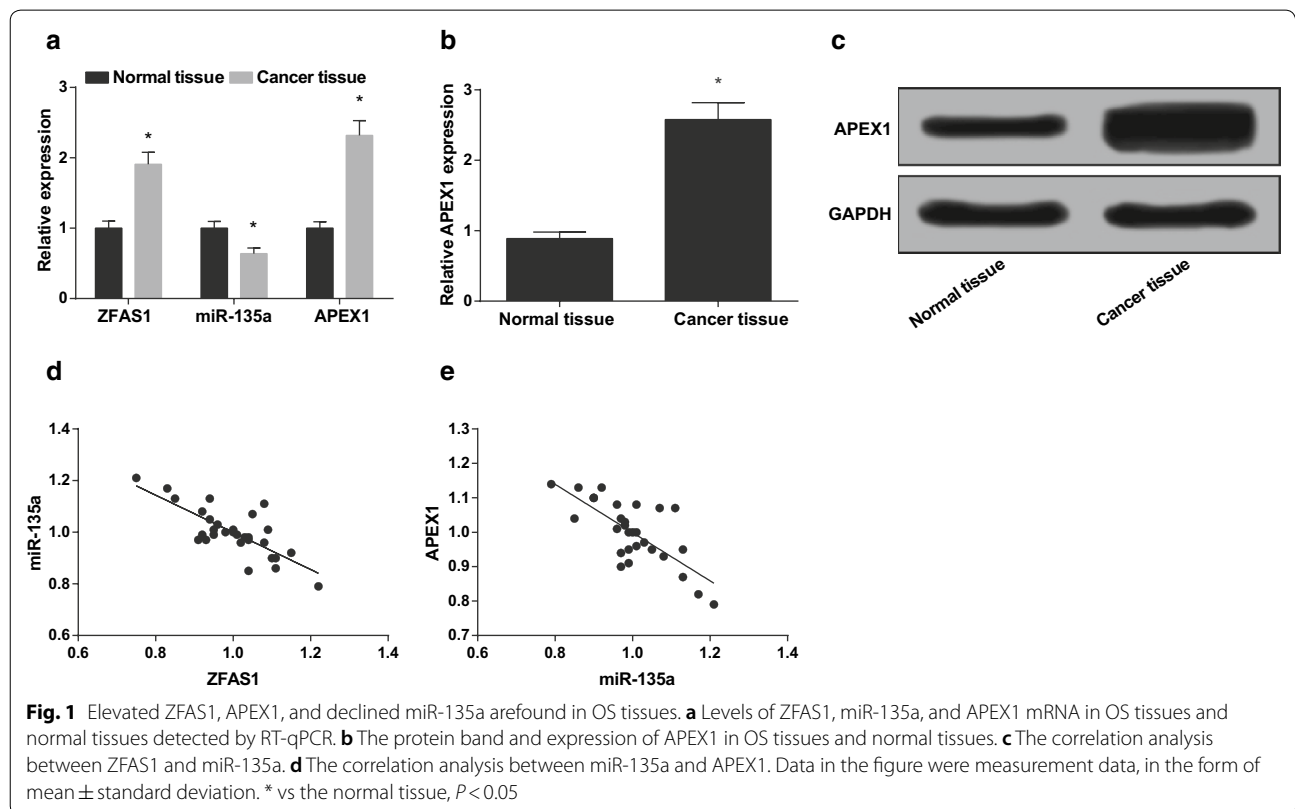 a
Normal tissue Cancer tissue
Relative expression
3
2
1
0
* * *
ZFAS1 miR-135a APEX1
b
Relative APEX1 expression
3
2
1
0
*
Normal tissue Cancer tissue
c
APEX1
GAPDH
Normal tissue Cancer tissue
d
miR-135a
1.4
1.2
1.0
0.8
0.6
0.6 0.8 1.0 1.2 1.4
ZFAS1
e
APEX1
1.3
1.2
1.1
1.0
0.9
0.8
0.7
0.6 0.8 1.0 1.2 1.4
miR-135a
Fig. 1 Elevated ZFAS1, APEX1, and declined miR-135a arefound in OS tissues. a Levels of ZFAS1, miR-135a, and APEX1 mRNA in OS tissues and
normal tissues detected by RT-qPCR. b The protein band and expression of APEX1 in OS tissues and normal tissues. c The correlation analysis
between ZFAS1 and miR-135a. d The correlation analysis between miR-135a and APEX1. Data in the figure were measurement data, in the form of
mean ± standard deviation. * vs the normal tissue, P < 0.05